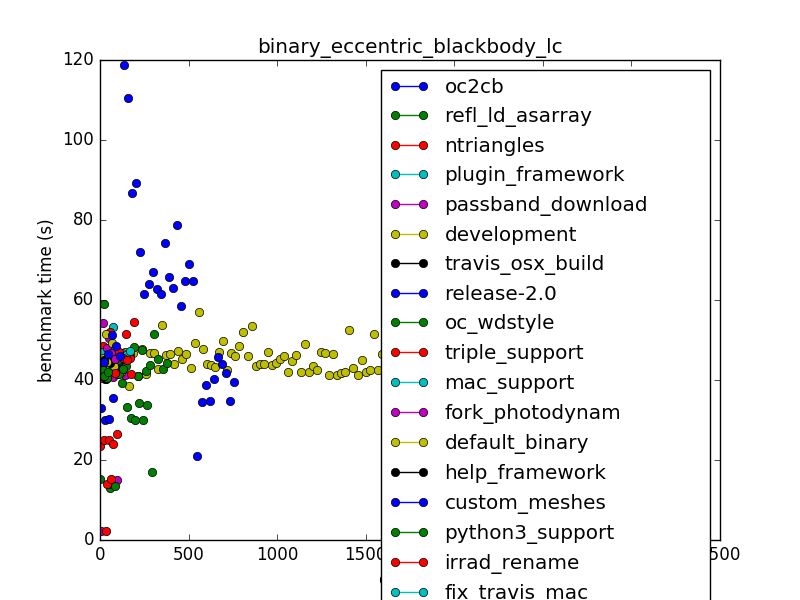 binary_eccentric_blackbody_lc
benchmark time (s)
120
100
80
60
40
20
0
0
500
1000
1500
500
oc2cb
refl_ld_asarray
ntriangles
plugin_framework
passband_download
development
travis_osx_build
release-2.0
oc_wdstyle
triple_support
mac_support
fork_photodynam
default_binary
help_framework
custom_meshes
python3_support
irrad_rename
fix_travis_mac